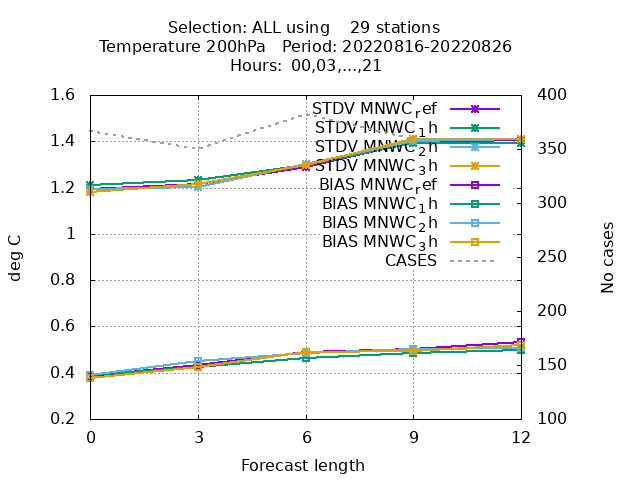 Selection: ALL using    29 stations
Temperature 200hPa   Period: 20220816-20220826
Hours:  00,03,...,21
1.6
1.4
1.2
1
0.8
0.6
0.4
0.2
deg C
400
350
300
250
200
150
100
No cases
STDV MNWC_ref
STDV MNWC_1h
STDV MNWC_2h
STDV MNWC_3h
BIAS MNWC_ref
BIAS MNWC_1h
BIAS MNWC_2h
BIAS MNWC_3h
CASES
0 3 6 9 12
Forecast length